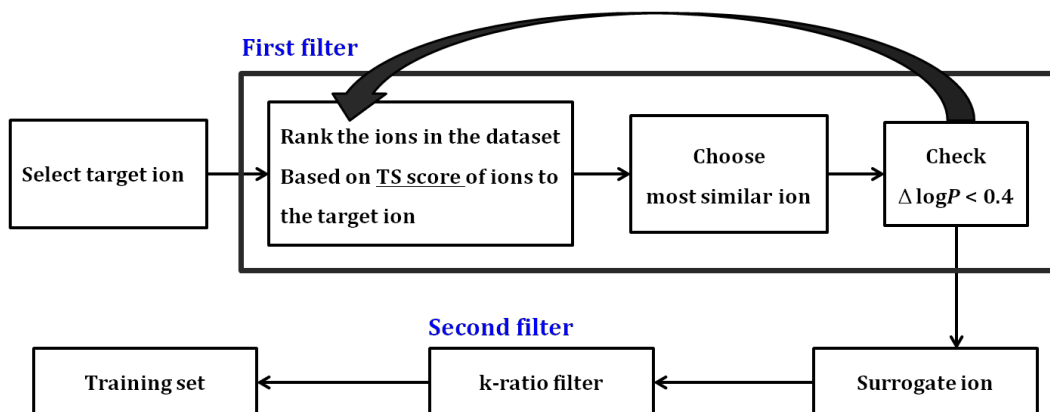 First filter
Select target ion
Rank the ions in the dataset
Based on TS score of ions to
the target ion
Choose
most similar ion
Check
Δ logP < 0.4
Second filter
Training set
k-ratio filter
Surrogate ion